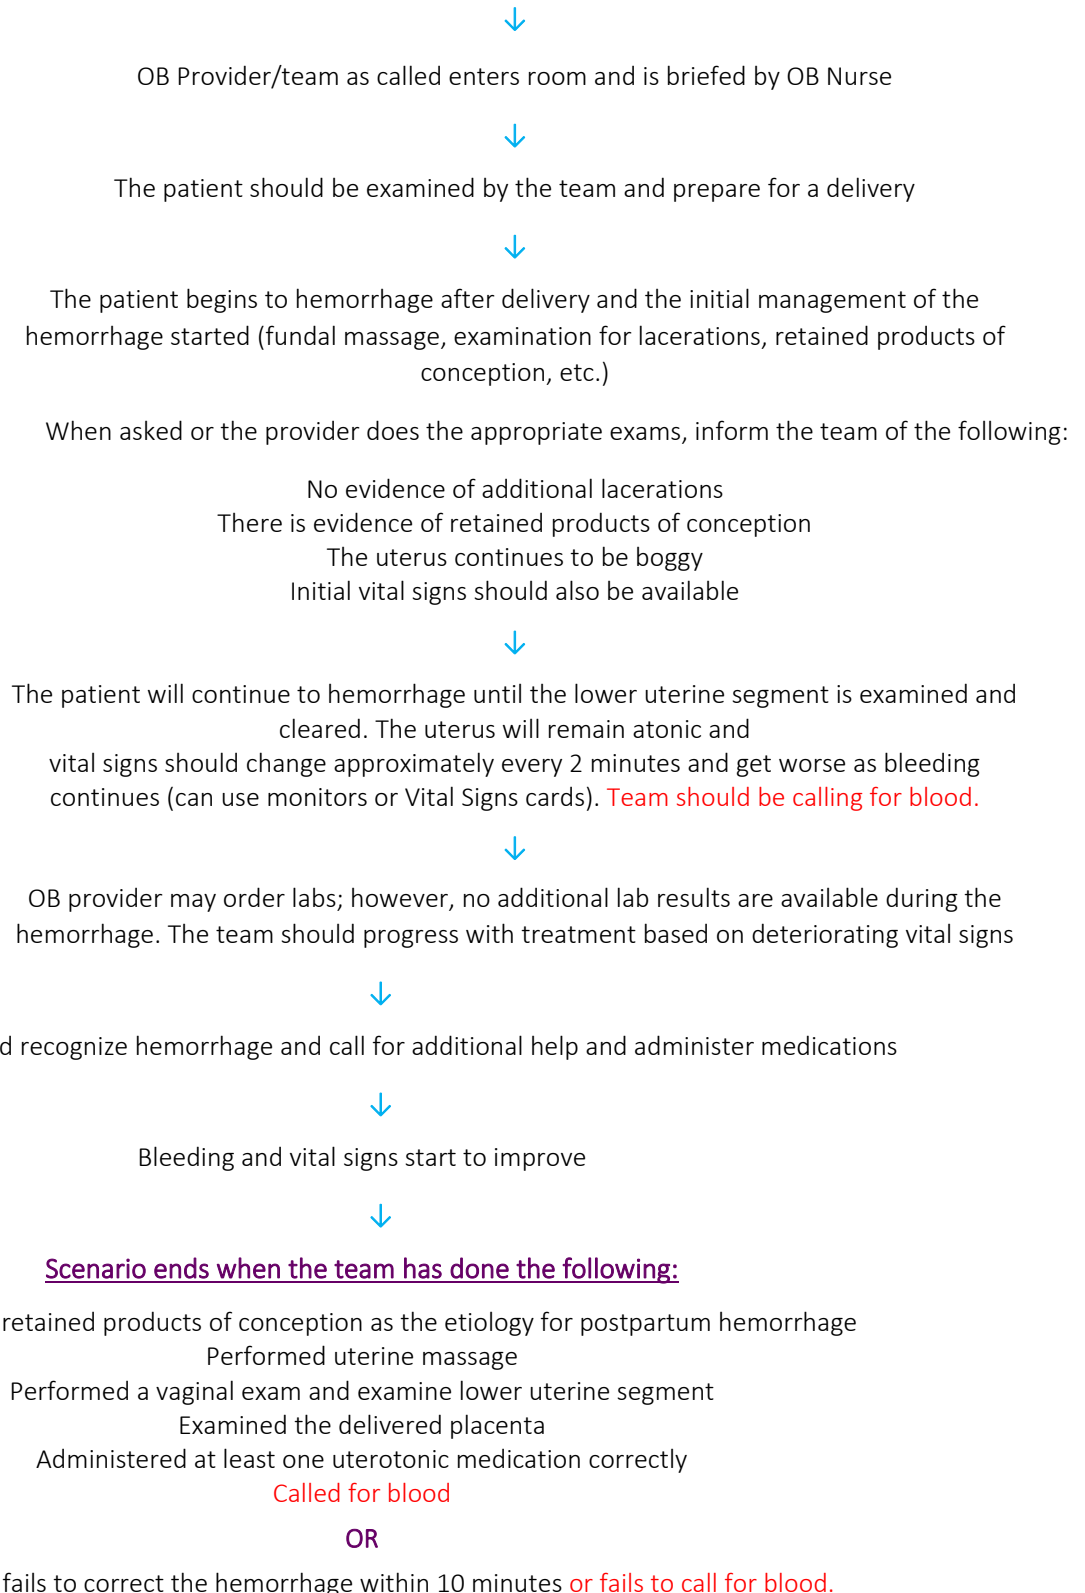 ↓
OB Provider/team as called enters room and is briefed by OB Nurse
↓
The patient should be examined by the team and prepare for a delivery
↓
The patient begins to hemorrhage after delivery and the initial management of the
hemorrhage started (fundal massage, examination for lacerations, retained products of
conception, etc.)
When asked or the provider does the appropriate exams, inform the team of the following:
No evidence of additional lacerations
There is evidence of retained products of conception
The uterus continues to be boggy
Initial vital signs should also be available
↓
The patient will continue to hemorrhage until the lower uterine segment is examined and
cleared. The uterus will remain atonic and
vital signs should change approximately every 2 minutes and get worse as bleeding
continues (can use monitors or Vital Signs cards). Team should be calling for blood.
↓
OB provider may order labs; however, no additional lab results are available during the
hemorrhage. The team should progress with treatment based on deteriorating vital signs
↓
d recognize hemorrhage and call for additional help and administer medications
↓
Bleeding and vital signs start to improve
↓
Scenario ends when the team has done the following:
retained products of conception as the etiology for postpartum hemorrhage
Performed uterine massage
Performed a vaginal exam and examine lower uterine segment
Examined the delivered placenta
Administered at least one uterotonic medication correctly
Called for blood
OR
fails to correct the hemorrhage within 10 minutes or fails to call for blood.